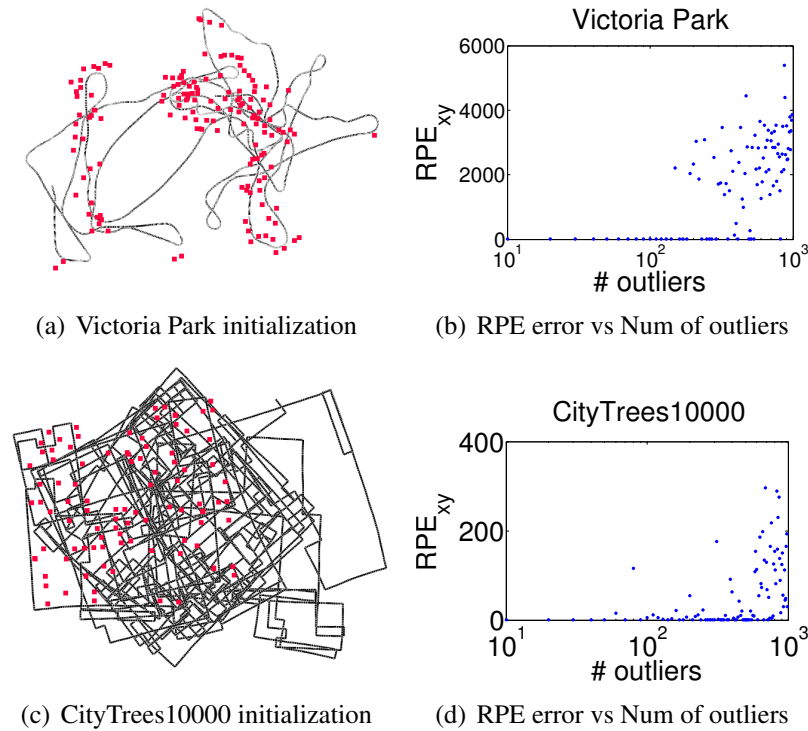 Victoria Park
6000
4000
2000
0
RPE_xy
10^1
10^2
10^3
# outliers
(a) Victoria Park initialization
(b) RPE error vs Num of outliers
CityTrees10000
400
200
0
RPE_xy
10^1
10^2
10^3
# outliers
(c) CityTrees10000 initialization
(d) RPE error vs Num of outliers